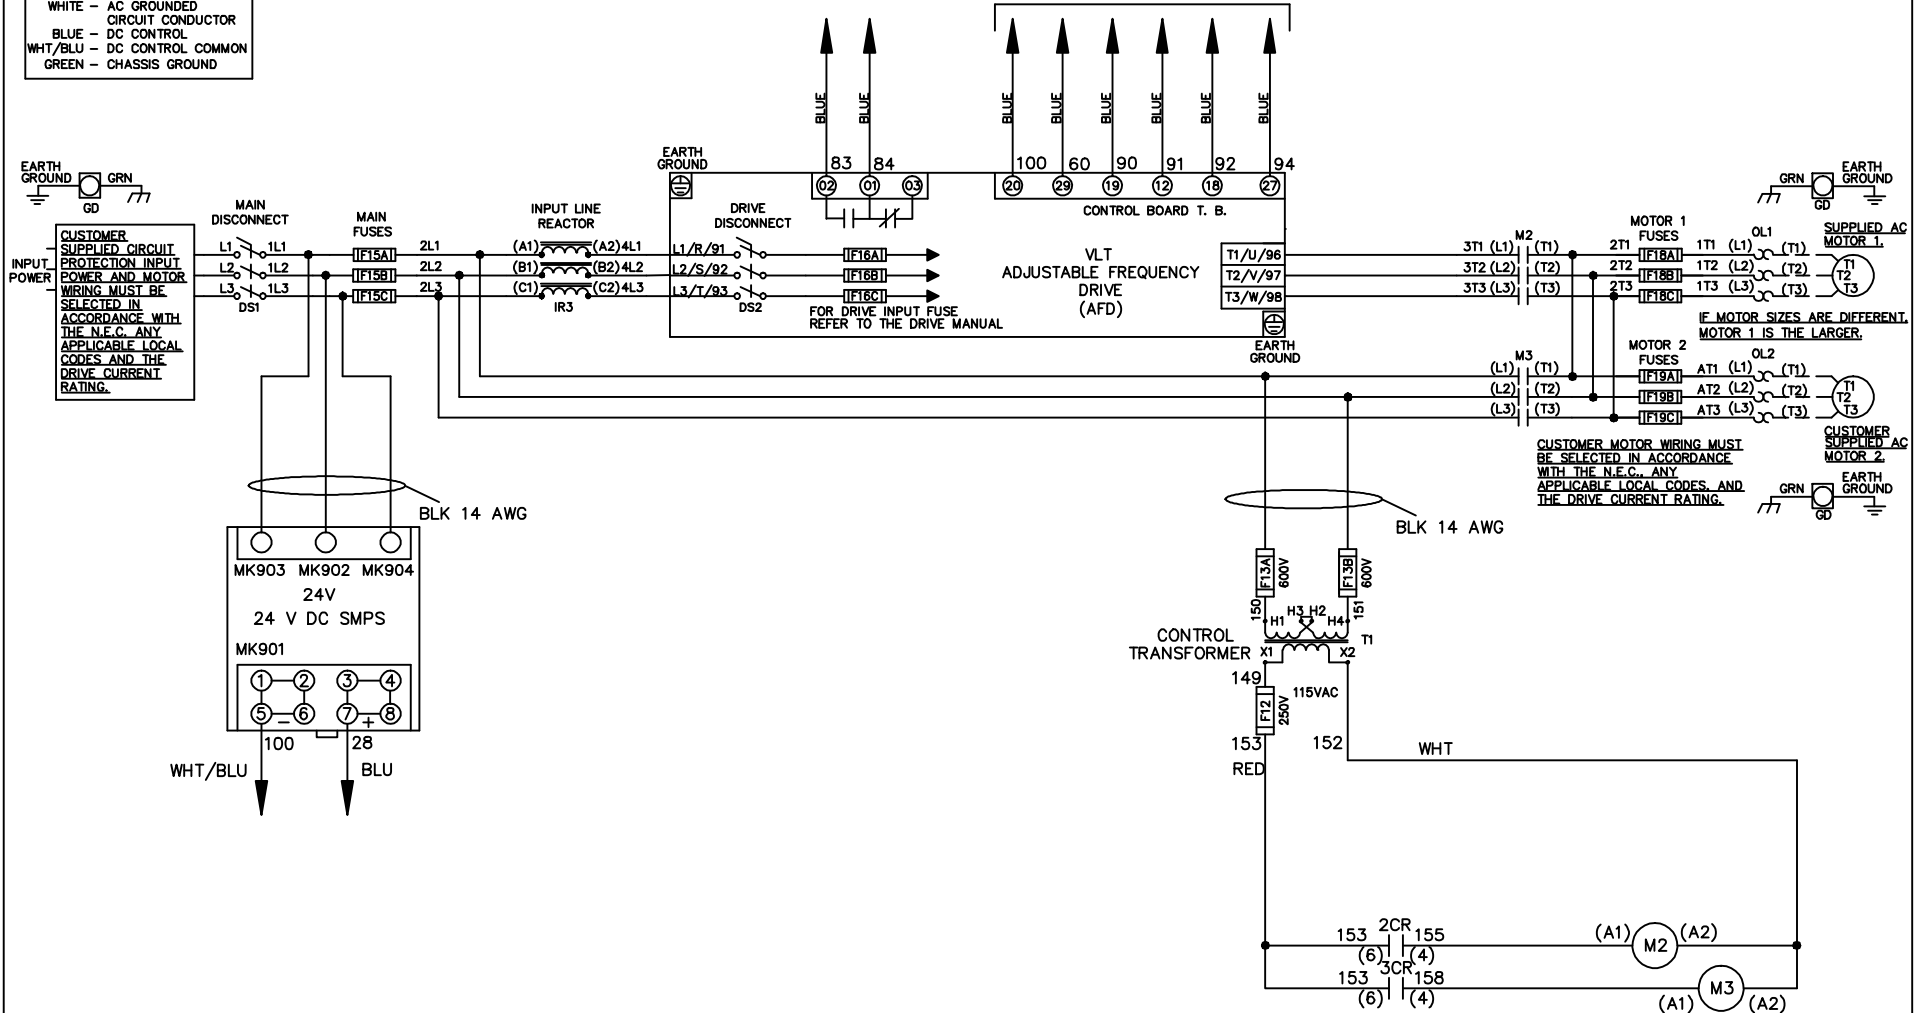 WHITE – AC GROUNDED
CIRCUIT CONDUCTOR
BLUE – DC CONTROL
WHT/BLU – DC CONTROL COMMON
GREEN – CHASSIS GROUND
BLUE BLUE BLUE BLUE BLUE BLUE BLUE BLUE
83 84 100 60 90 91 92 94
EARTH
GROUND
02 01 03 20 29 19 12 18 27
CONTROL BOARD T. B.
EARTH
GROUND
GRN
GD
GRN
EARTH
GROUND
GD
INPUT
POWER
CUSTOMER
SUPPLIED CIRCUIT
PROTECTION INPUT
POWER AND MOTOR
WIRING MUST BE
SELECTED IN
ACCORDANCE WITH
THE N.E.C. ANY
APPLICABLE LOCAL
CODES AND THE
DRIVE CURRENT
RATING.
MAIN
DISCONNECT
L1 1L1
L2 1L2
L3 1L3
DS1
MAIN
FUSES
F15A
F15B
F15C
2L1
2L2
2L3
INPUT LINE
REACTOR
(A1) (A2) 4L1
(B1) (B2) 4L2
(C1) (C2) 4L3
IR3
L1/R/91
L2/S/92
L3/T/93
DRIVE
DISCONNECT
DS2
F16A
F16B
F16C
FOR DRIVE INPUT FUSE
REFER TO THE DRIVE MANUAL
VLT
ADJUSTABLE FREQUENCY
DRIVE
(AFD)
T1/U/96
T2/V/97
T3/W/98
EARTH
GROUND
M2
3T1 (L1) (T1)
3T2 (L2) (T2)
3T3 (L3) (T3)
MOTOR 1
FUSES
2T1 F18A 1T1 (L1) (T1)
2T2 F18B 1T2 (L2) (T2)
2T3 F18C 1T3 (L3) (T3)
OL1
SUPPLIED AC
MOTOR 1.
T1
T2
T3
IF MOTOR SIZES ARE DIFFERENT,
MOTOR 1 IS THE LARGER.
M3
(L1) (T1)
(L2) (T2)
(L3) (T3)
MOTOR 2
FUSES
F19A AT1 (L1) (T1)
F19B AT2 (L2) (T2)
F19C AT3 (L3) (T3)
OL2
T1
T2
T3
CUSTOMER
SUPPLIED AC
MOTOR 2.
CUSTOMER MOTOR WIRING MUST
BE SELECTED IN ACCORDANCE
WITH THE N.E.C., ANY
APPLICABLE LOCAL CODES, AND
THE DRIVE CURRENT RATING.
GRN
EARTH
GROUND
GD
BLK 14 AWG
MK903 MK902 MK904
24V
24 V DC SMPS
MK901
1 2 3 4
5 – 6 7 + 8
100 28
WHT/BLU BLU
BLK 14 AWG
F13A 600V
F13B 600V
150 151
H1 H3 H2 H4
CONTROL
TRANSFORMER
X1 X2 T1
149
F12 250V
115VAC
153 152
RED
WHT
2CR
153 155
(6) (4)
(A1) M2 (A2)
3CR
153 158
(6) (4)
(A1) M3 (A2)